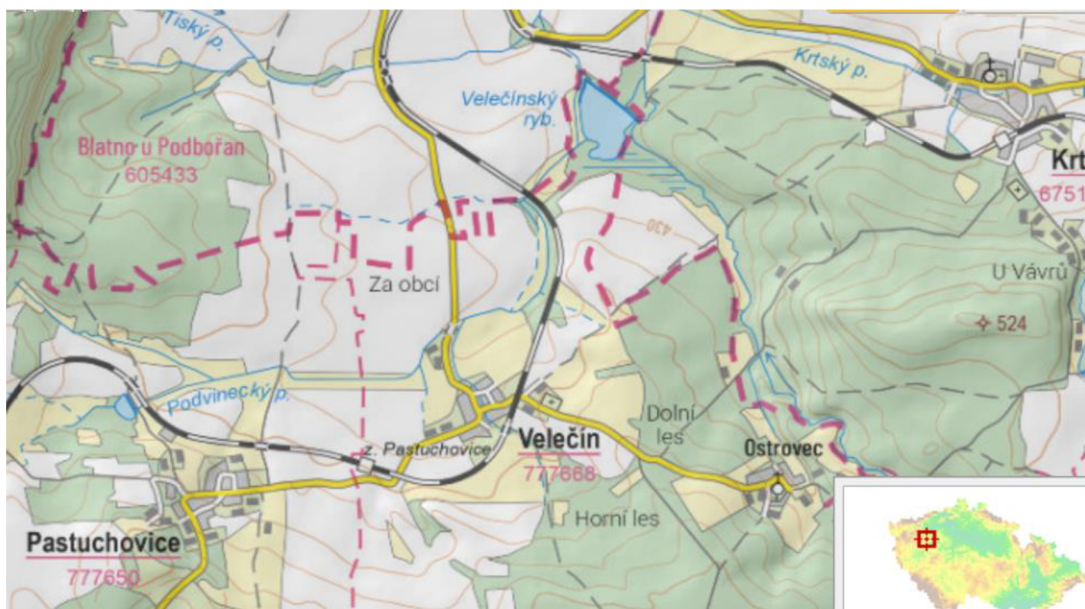 Tiský p.
Krtský p.
Velečínský
ryb.
Blatno u Podbořan
605433
Krt
6751
430
U Vávrů
Za obcí
524
Podvinecký p.
Dolní
les
Velečín
777668
z. Pastuchovice
Ostrovec
Horní les
Pastuchovice
777650